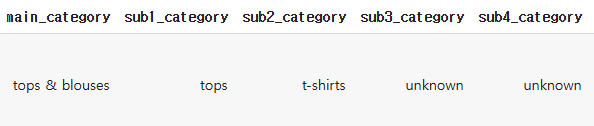 main_category sub1_category sub2_category sub3_category sub4_category
tops & blouses tops t-shirts unknown unknown